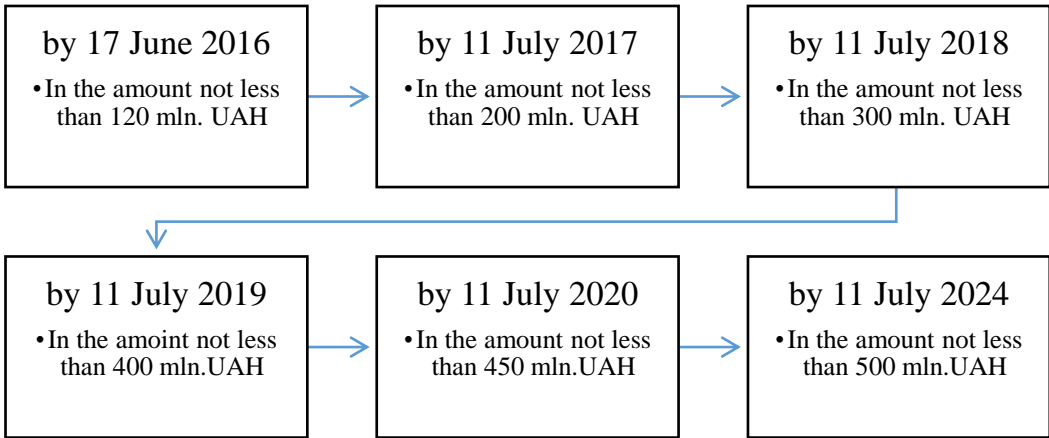 by 17 June 2016
•In the amount not less
than 120 mln. UAH
by 11 July 2017
•In the amount not less
than 200 mln. UAH
by 11 July 2018
•In the amount not less
than 300 mln. UAH
by 11 July 2019
•In the amoint not less
than 400 mln.UAH
by 11 July 2020
•In the amount not less
than 450 mln.UAH
by 11 July 2024
•In the amount not less
than 500 mln.UAH